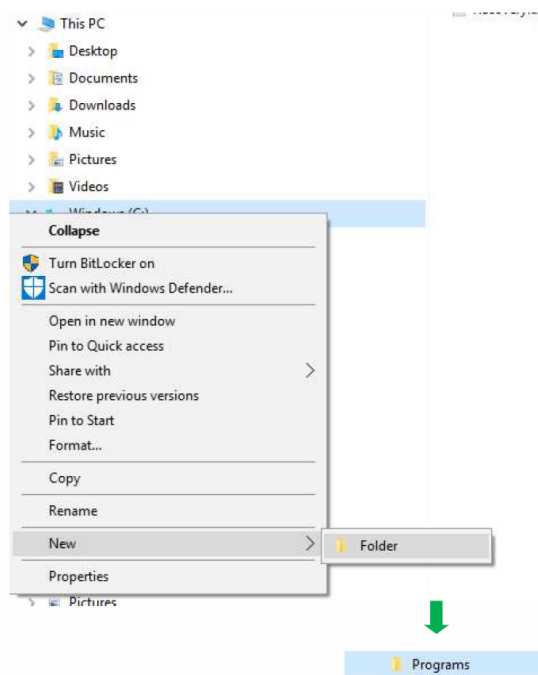 This PC
Desktop
Documents
Downloads
Music
Pictures
Videos
Windows (C:)
Collapse
Turn BitLocker on
Scan with Windows Defender...
Open in new window
Pin to Quick access
Share with
Restore previous versions
Pin to Start
Format...
Copy
Rename
New
Folder
Properties
Pictures
Programs